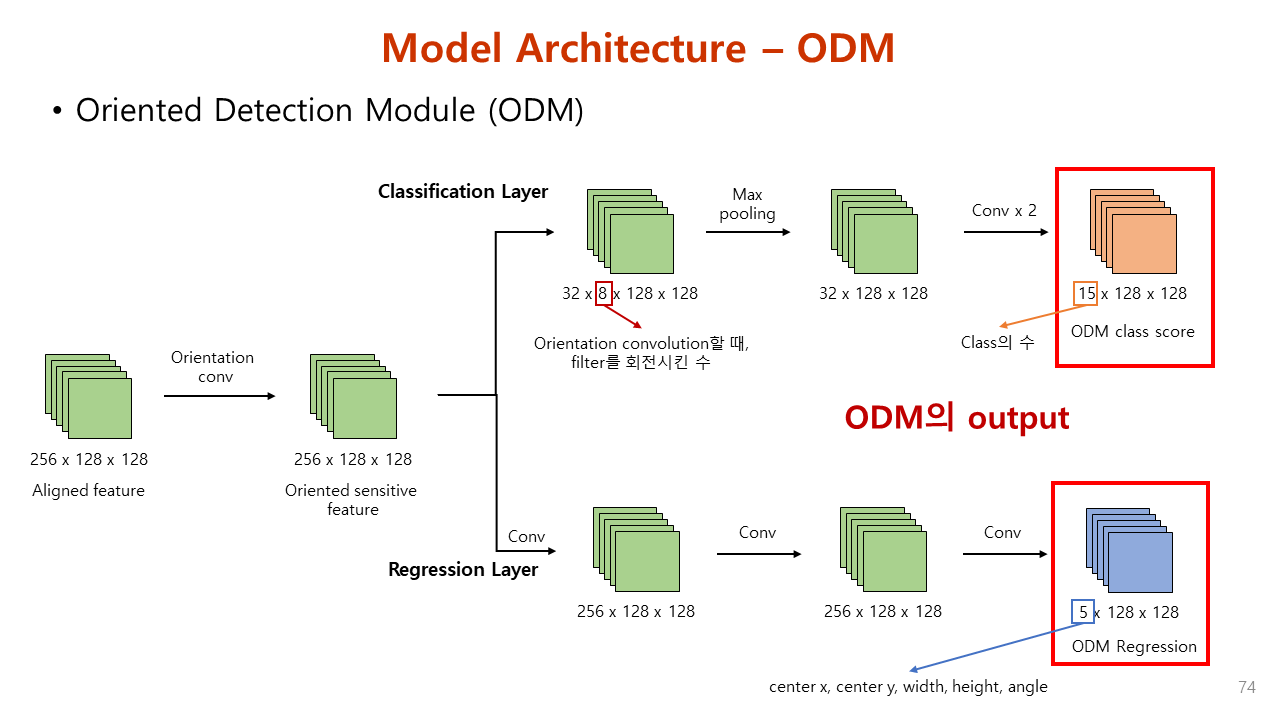 Model Architecture – ODM
• Oriented Detection Module (ODM)
Classification Layer
Max
pooling
Conv x 2
32 x 8 x 128 x 128
32 x 128 x 128
15 x 128 x 128
Orientation convolution할 때,
filter를 회전시킨 수
Class의 수
ODM class score
Orientation
conv
256 x 128 x 128
Aligned feature
256 x 128 x 128
Oriented sensitive
feature
ODM의 output
Conv
Regression Layer
Conv
Conv
256 x 128 x 128
256 x 128 x 128
5 x 128 x 128
ODM Regression
center x, center y, width, height, angle
74